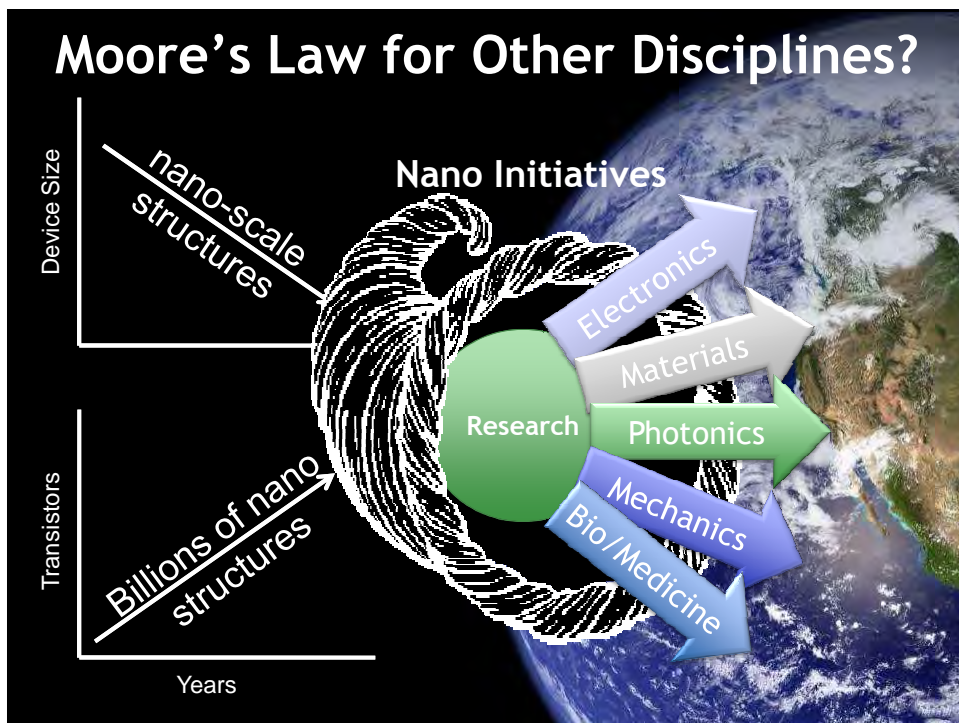 Moore’s Law for Other Disciplines?
Device Size
nano-scale
structures
Nano Initiatives
Electronics
Materials
Research
Photonics
Mechanics
Bio/Medicine
Transistors
Billions of nano
structures
Years